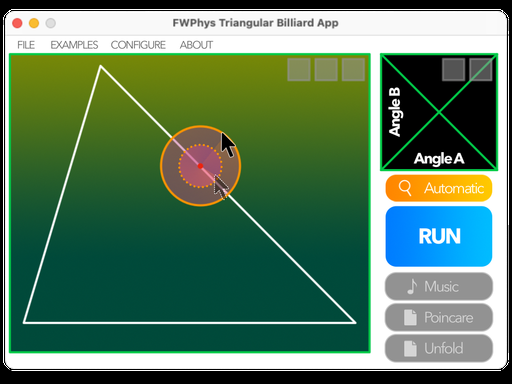 FWPhys Triangular Billiard App
FILE EXAMPLES CONFIGURE ABOUT
Angle B
Angle A
Automatic
RUN
Music
Poincare
Unfold